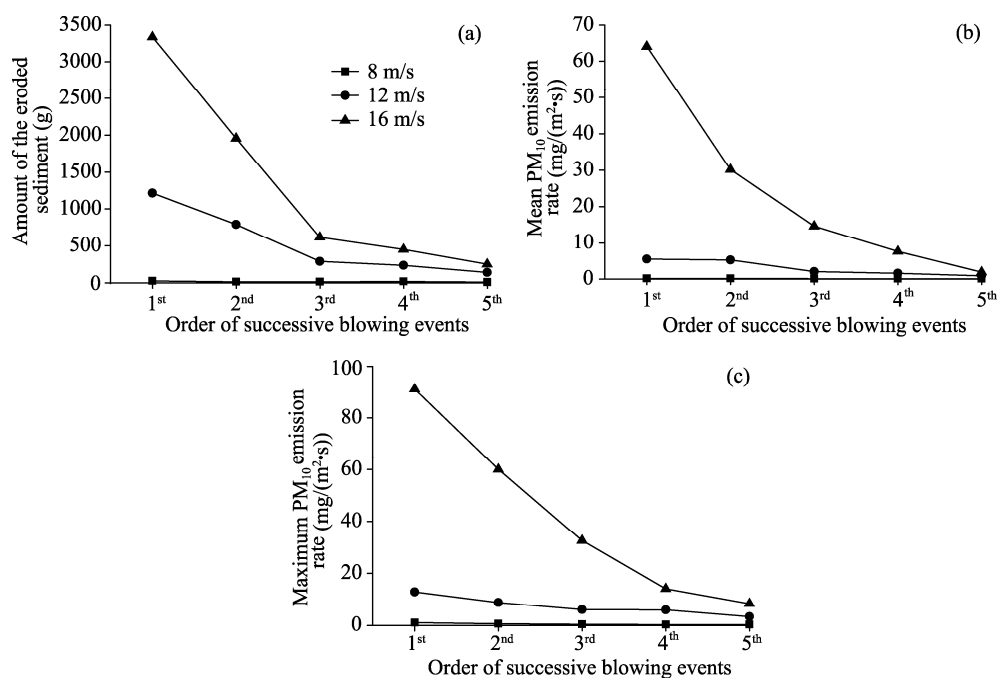 (a)
Amount of the eroded
sediment (g)
3500
3000
2500
2000
1500
1000
500
0
8 m/s
12 m/s
16 m/s
1st 2nd 3rd 4th 5th
Order of successive blowing events
(b)
Mean PM10 emission
rate (mg/(m2•s))
70
60
50
40
30
20
10
0
1st 2nd 3rd 4th 5th
Order of successive blowing events
(c)
Maximum PM10 emission
rate (mg/(m2•s))
100
80
60
40
20
0
1st 2nd 3rd 4th 5th
Order of successive blowing events